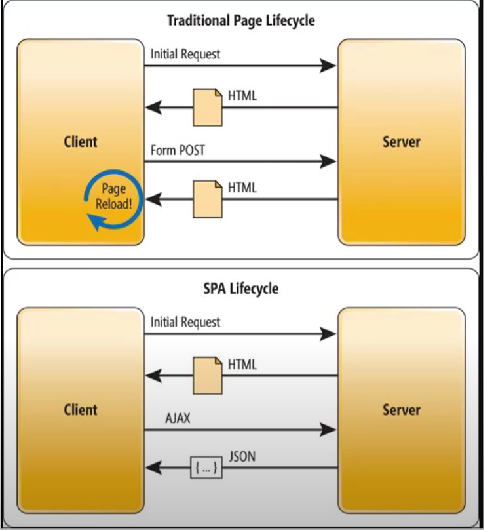 Traditional Page Lifecycle
Initial Request
HTML
Client
Server
Form POST
HTML
Page
Reload!
SPA Lifecycle
Initial Request
HTML
Client
Server
AJAX
JSON
{ ... }